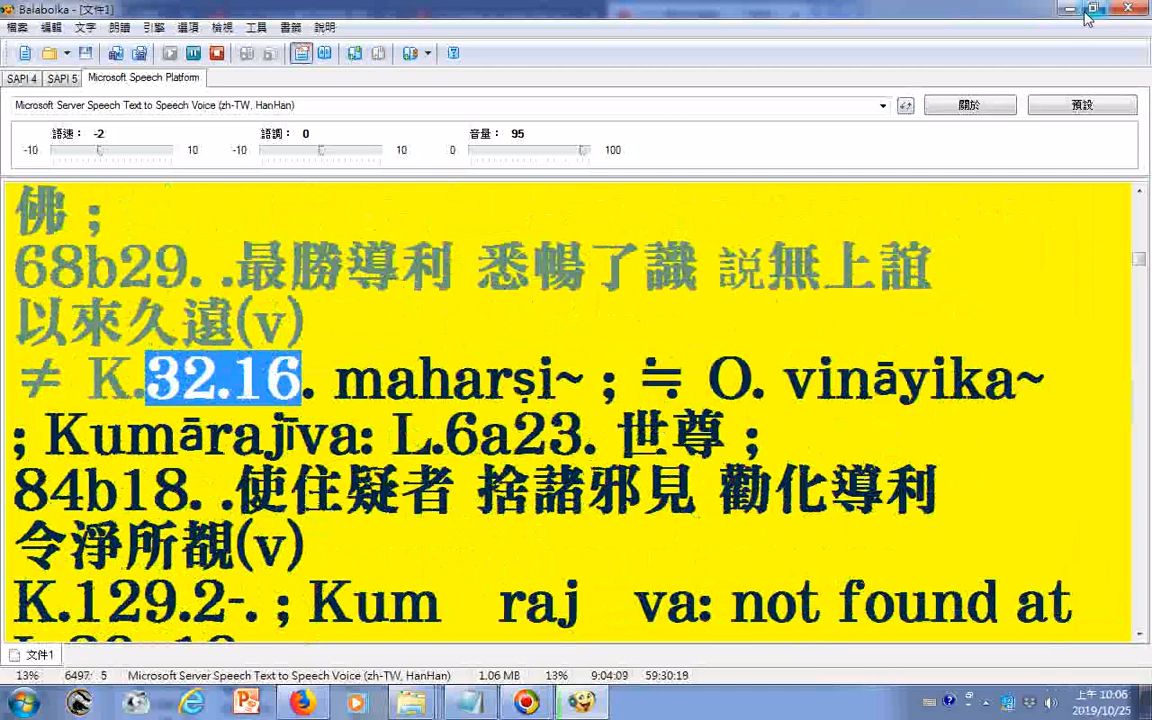 Balabolka - [文件1]
檔案 編輯 文字 朗讀 引擎 選項 檢視 工具 書籤 說明
SAPI 4 SAPI 5 Microsoft Speech Platform
Microsoft Server Speech Text to Speech Voice (zh-TW, HanHan) 關於 預設
語速： -2 語調： 0 音量： 95
-10 10 -10 10 0 100
佛 ;
68b29. .最勝導利 悉暢了識 説無上誼
以來久遠(v)
≠ K.32.16. maharṣi~ ; ≒ O. vināyika~
; Kumārajīva: L.6a23. 世尊 ;
84b18. .使住疑者 捨諸邪見 勸化導利
令淨所覩(v)
K.129.2-. ; Kum raj va: not found at
文件1
13% 6497: 5 Microsoft Server Speech Text to Speech Voice (zh-TW, HanHan) 1.06 MB 13% 9:04:09 59:30:19
上午 10:06
2019/10/25